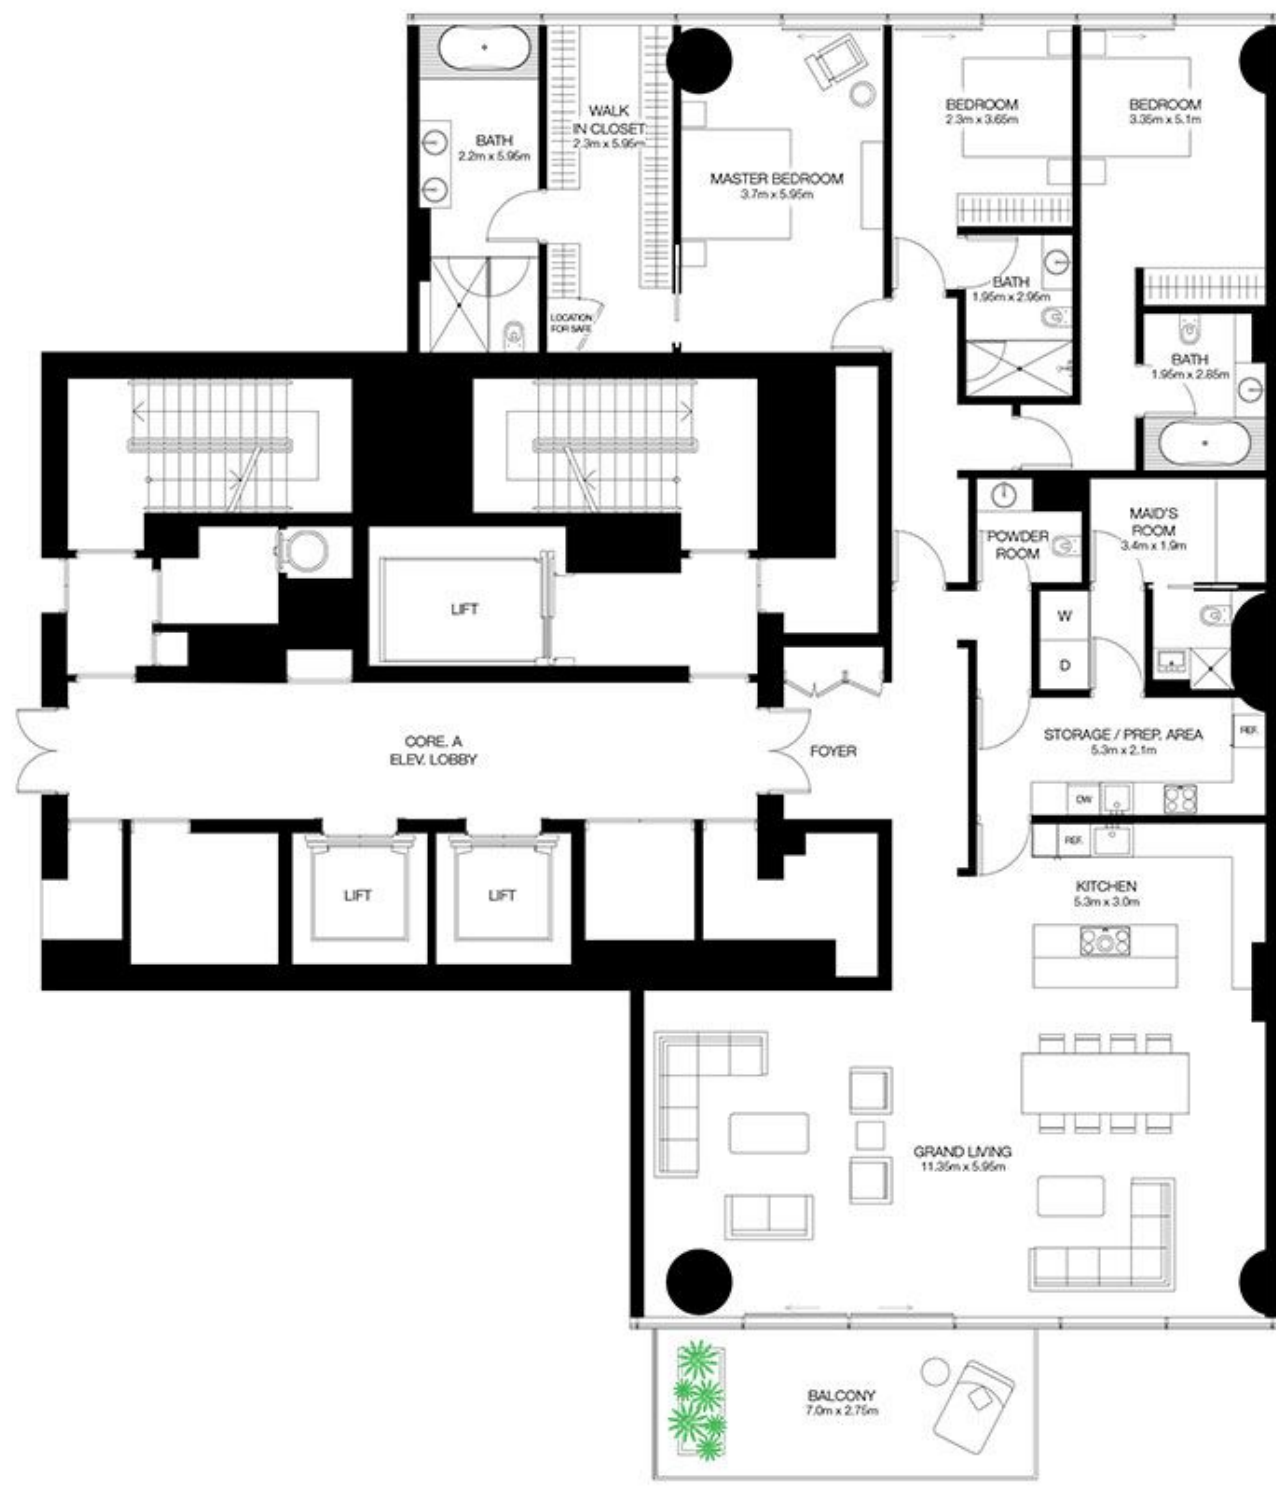 BATH
2.2m x 5.95m
WALK
IN CLOSET
2.3m x 5.95m
MASTER BEDROOM
3.7m x 5.95m
BEDROOM
2.3m x 3.65m
BEDROOM
3.35m x 5.1m
LOCATION
FOR SAFE
BATH
1.95m x 2.95m
BATH
1.95m x 2.85m
POWDER
ROOM
MAID'S
ROOM
3.4m x 1.9m
LIFT
W
D
CORE. A
ELEV. LOBBY
FOYER
STORAGE / PREP. AREA
5.3m x 2.1m
REF.
DW
REF.
LIFT
LIFT
KITCHEN
5.3m x 3.0m
GRAND LIVING
11.35m x 5.95m
BALCONY
7.0m x 2.75m